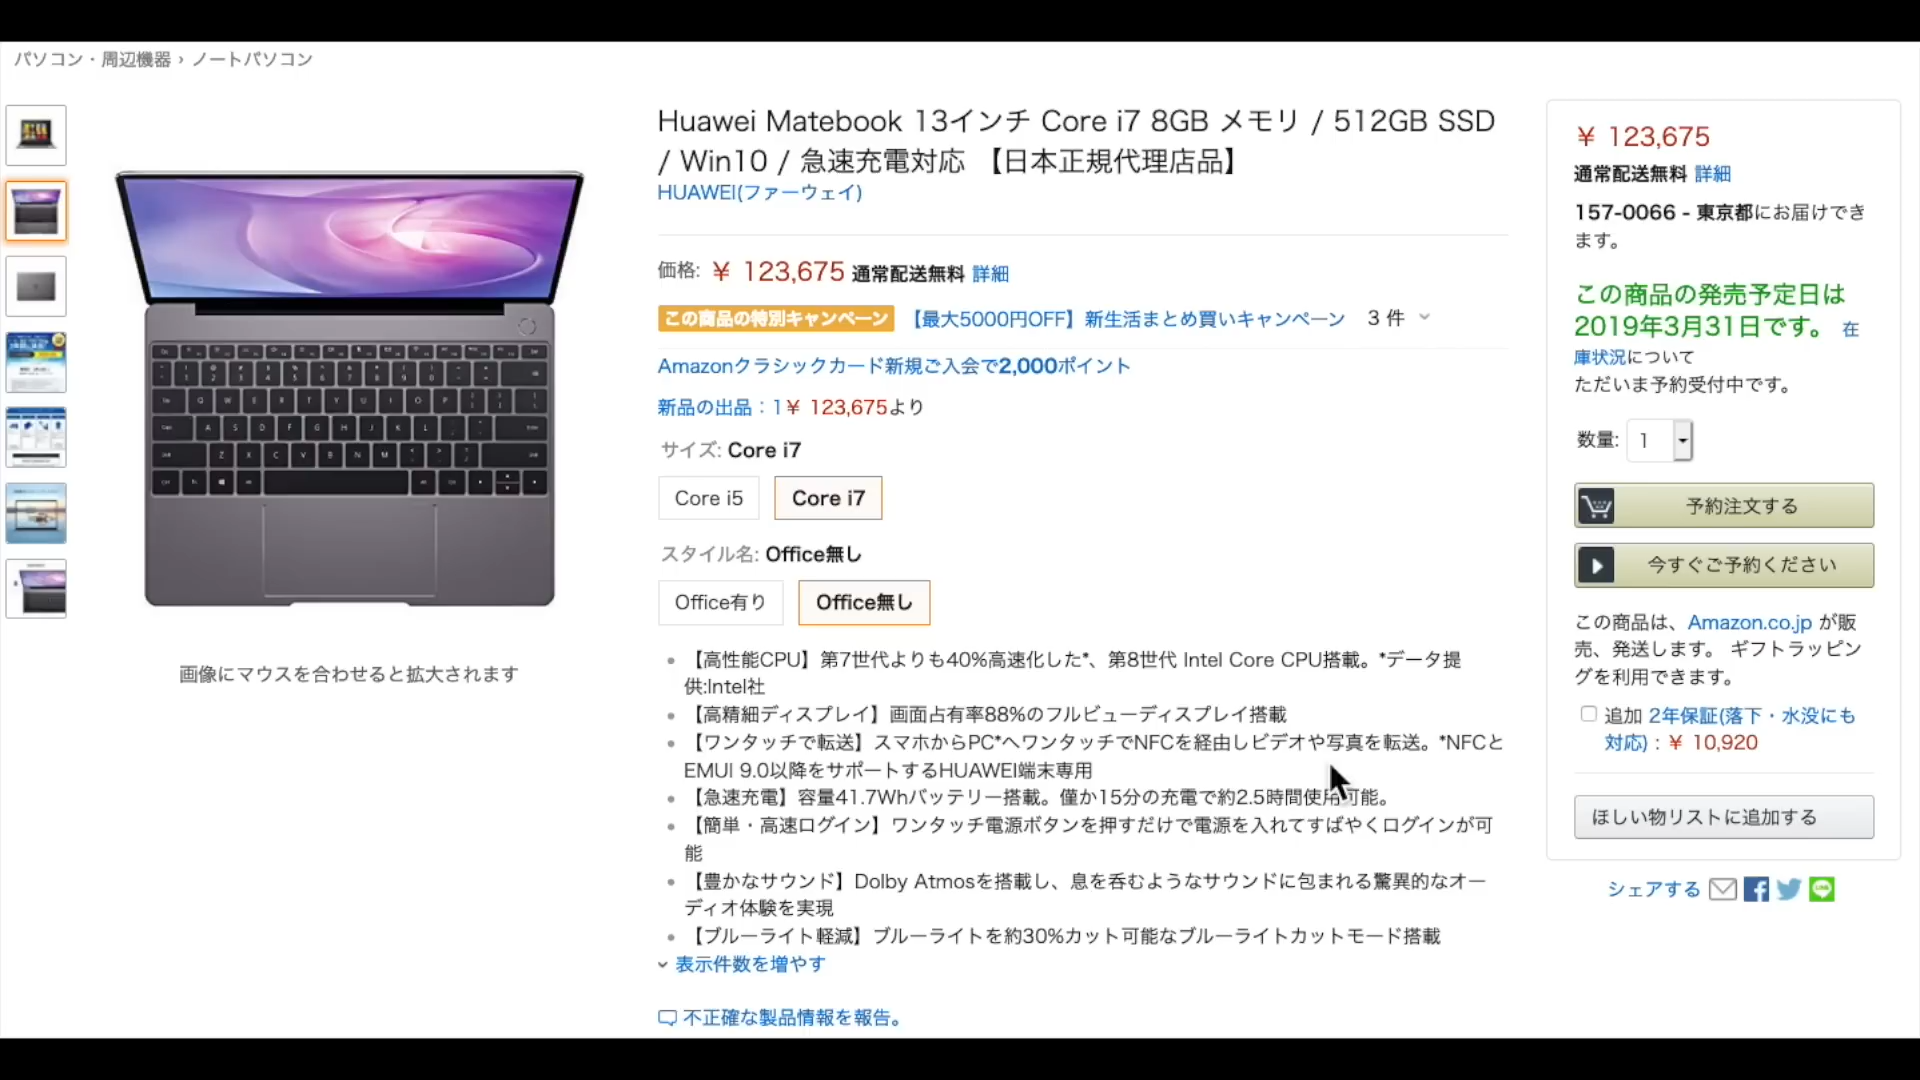 パソコン・周辺機器 › ノートパソコン
Huawei Matebook 13インチ Core i7 8GB メモリ / 512GB SSD
/ Win10 / 急速充電対応 【日本正規代理店品】
HUAWEI(ファーウェイ)
価格: ¥ 123,675 通常配送無料 詳細
この商品の特別キャンペーン 【最大5000円OFF】新生活まとめ買いキャンペーン 3 件
Amazonクラシックカード新規ご入会で2,000ポイント
新品の出品：1¥ 123,675より
サイズ: Core i7
Core i5 Core i7
スタイル名: Office無し
Office有り Office無し
【高性能CPU】第7世代よりも40%高速化した*、第8世代 Intel Core CPU搭載。*データ提
供:Intel社
【高精細ディスプレイ】画面占有率88%のフルビューディスプレイ搭載
【ワンタッチで転送】スマホからPC*へワンタッチでNFCを経由しビデオや写真を転送。*NFCと
EMUI 9.0以降をサポートするHUAWEI端末専用
【急速充電】容量41.7Whバッテリー搭載。僅か15分の充電で約2.5時間使用可能。
【簡単・高速ログイン】ワンタッチ電源ボタンを押すだけで電源を入れてすばやくログインが可
能
【豊かなサウンド】Dolby Atmosを搭載し、息を呑むようなサウンドに包まれる驚異的なオー
ディオ体験を実現
【ブルーライト軽減】ブルーライトを約30%カット可能なブルーライトカットモード搭載
表示件数を増やす
不正確な製品情報を報告。
画像にマウスを合わせると拡大されます
¥ 123,675
通常配送無料 詳細
157-0066 - 東京都にお届けでき
ます。
この商品の発売予定日は
2019年3月31日です。 在
庫状況について
ただいま予約受付中です。
数量: 1
予約注文する
今すぐご予約ください
この商品は、Amazon.co.jp が販
売、発送します。 ギフトラッピン
グを利用できます。
追加 2年保証(落下・水没にも
対応)：¥ 10,920
ほしい物リストに追加する
シェアする